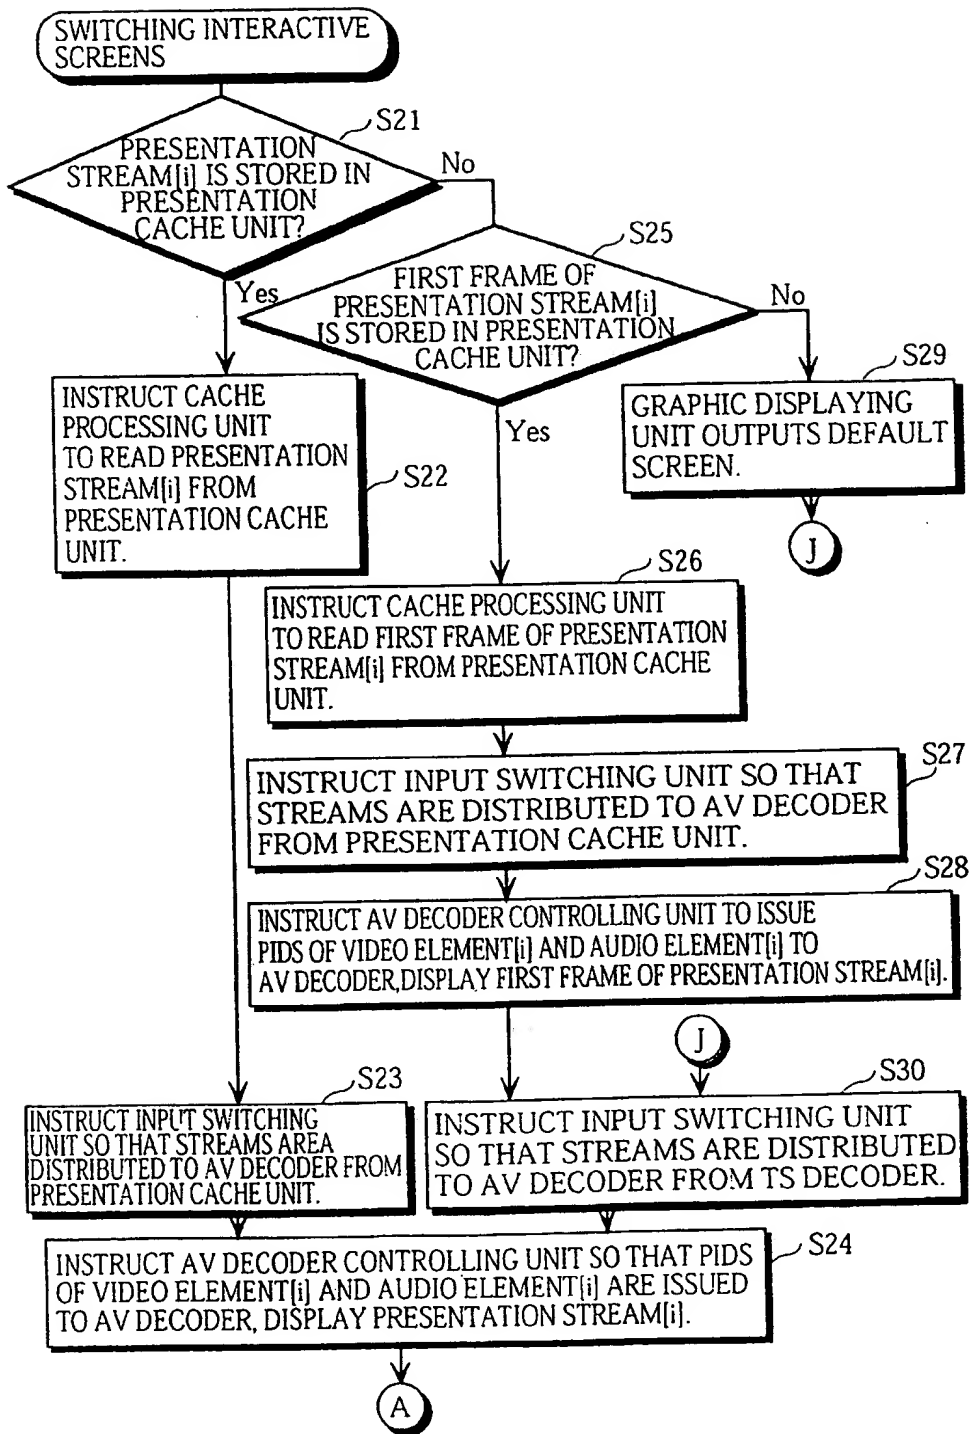 SWITCHING INTERACTIVE
SCREENS
S21
PRESENTATION
STREAM[i] IS STORED IN
PRESENTATION
CACHE UNIT?
No
Yes
S25
FIRST FRAME OF
PRESENTATION STREAM[i]
IS STORED IN PRESENTATION
CACHE UNIT?
No
Yes
S22
INSTRUCT CACHE
PROCESSING UNIT
TO READ PRESENTATION
STREAM[i] FROM
PRESENTATION CACHE
UNIT.
S29
GRAPHIC DISPLAYING
UNIT OUTPUTS DEFAULT
SCREEN.
J
S26
INSTRUCT CACHE PROCESSING UNIT
TO READ FIRST FRAME OF PRESENTATION
STREAM[i] FROM PRESENTATION CACHE
UNIT.
S27
INSTRUCT INPUT SWITCHING UNIT SO THAT
STREAMS ARE DISTRIBUTED TO AV DECODER
FROM PRESENTATION CACHE UNIT.
S28
INSTRUCT AV DECODER CONTROLLING UNIT TO ISSUE
PIDS OF VIDEO ELEMENT[i] AND AUDIO ELEMENT[i] TO
AV DECODER,DISPLAY FIRST FRAME OF PRESENTATION STREAM[i].
J
S23
INSTRUCT INPUT SWITCHING
UNIT SO THAT STREAMS AREA
DISTRIBUTED TO AV DECODER FROM
PRESENTATION CACHE UNIT.
S30
INSTRUCT INPUT SWITCHING UNIT
SO THAT STREAMS ARE DISTRIBUTED
TO AV DECODER FROM TS DECODER.
S24
INSTRUCT AV DECODER CONTROLLING UNIT SO THAT PIDS
OF VIDEO ELEMENT[i] AND AUDIO ELEMENT[i] ARE ISSUED
TO AV DECODER, DISPLAY PRESENTATION STREAM[i].
A